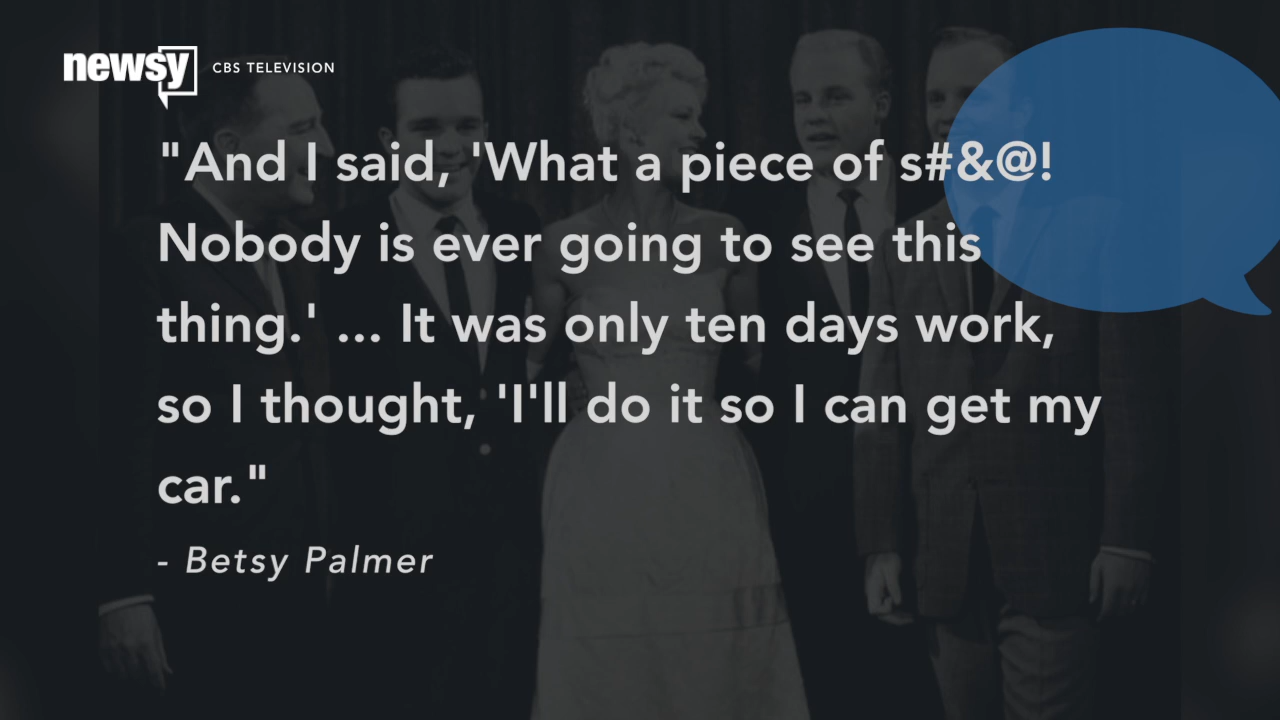 newsy CBS TELEVISION
"And I said, 'What a piece of s#&@!
Nobody is ever going to see this
thing.' ... It was only ten days work,
so I thought, 'I'll do it so I can get my
car."
- Betsy Palmer